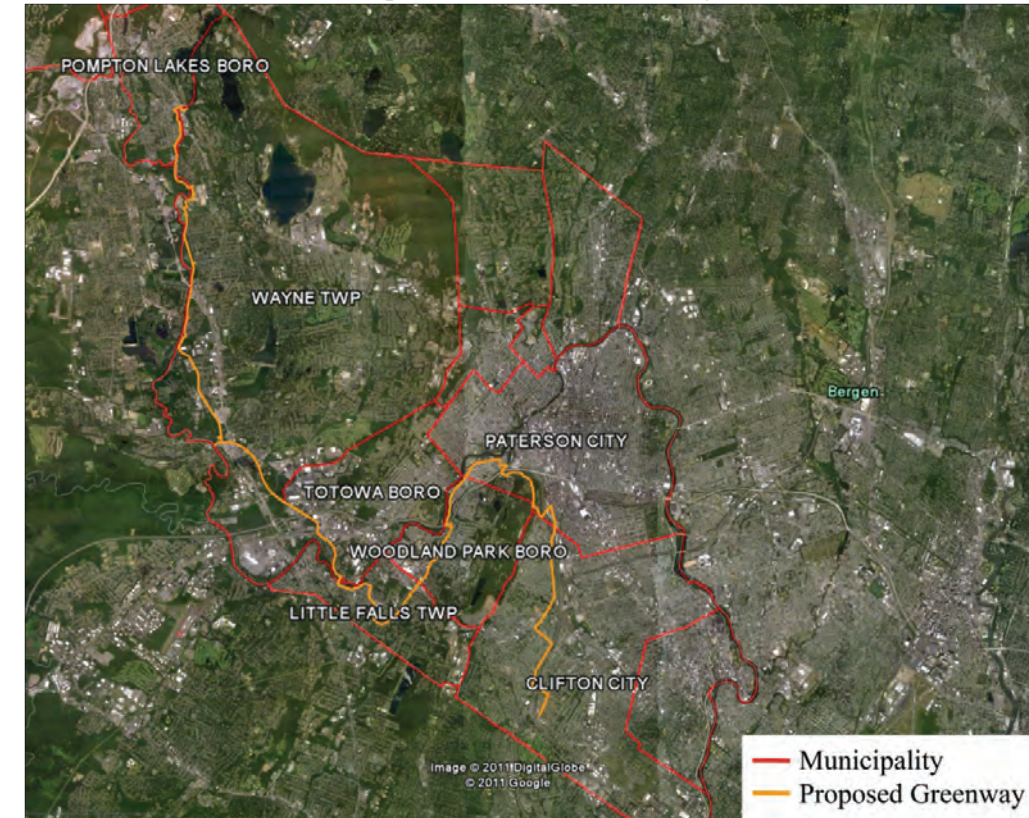 POMPTON LAKES BORO
WAYNE TWP
Bergen
PATERSON CITY
TOTOWA BORO
WOODLAND PARK BORO
LITTLE FALLS TWP
CLIFTON CITY
Image © 2011 DigitalGlobe
© 2011 Google
Municipality
Proposed Greenway